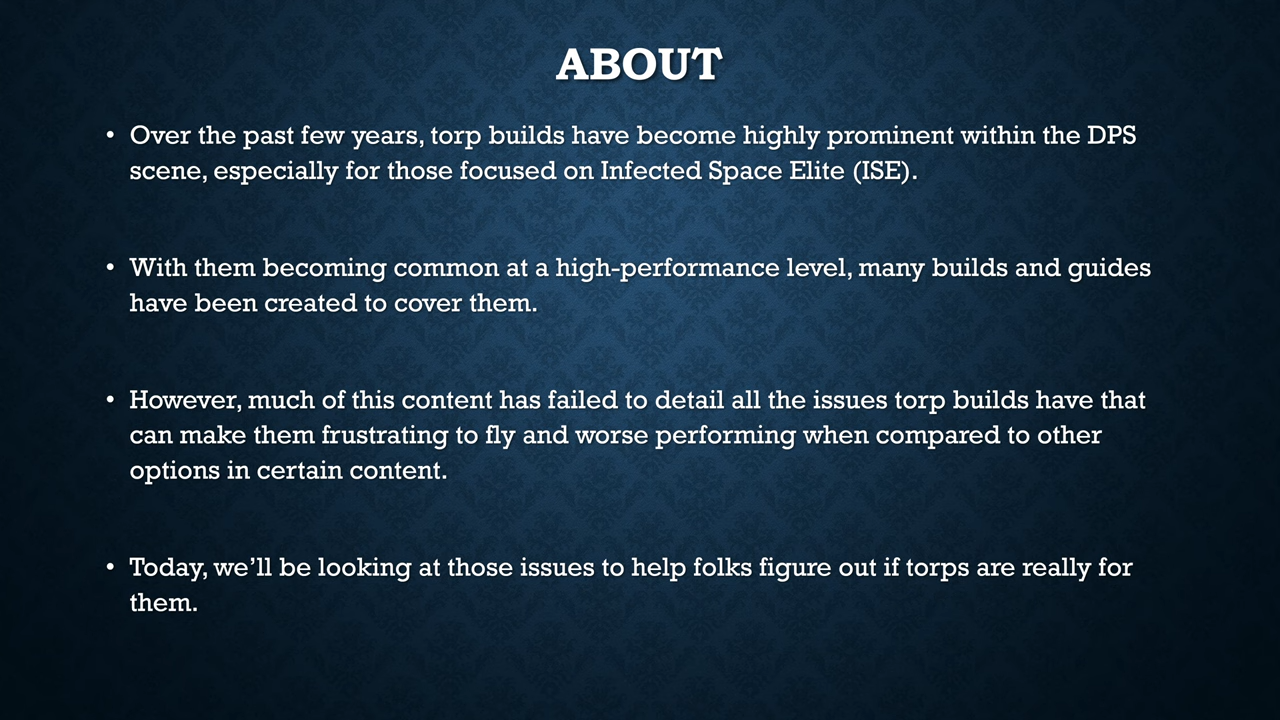 ABOUT
• Over the past few years, torp builds have become highly prominent within the DPS
scene, especially for those focused on Infected Space Elite (ISE).
• With them becoming common at a high-performance level, many builds and guides
have been created to cover them.
• However, much of this content has failed to detail all the issues torp builds have that
can make them frustrating to fly and worse performing when compared to other
options in certain content.
• Today, we’ll be looking at those issues to help folks figure out if torps are really for
them.